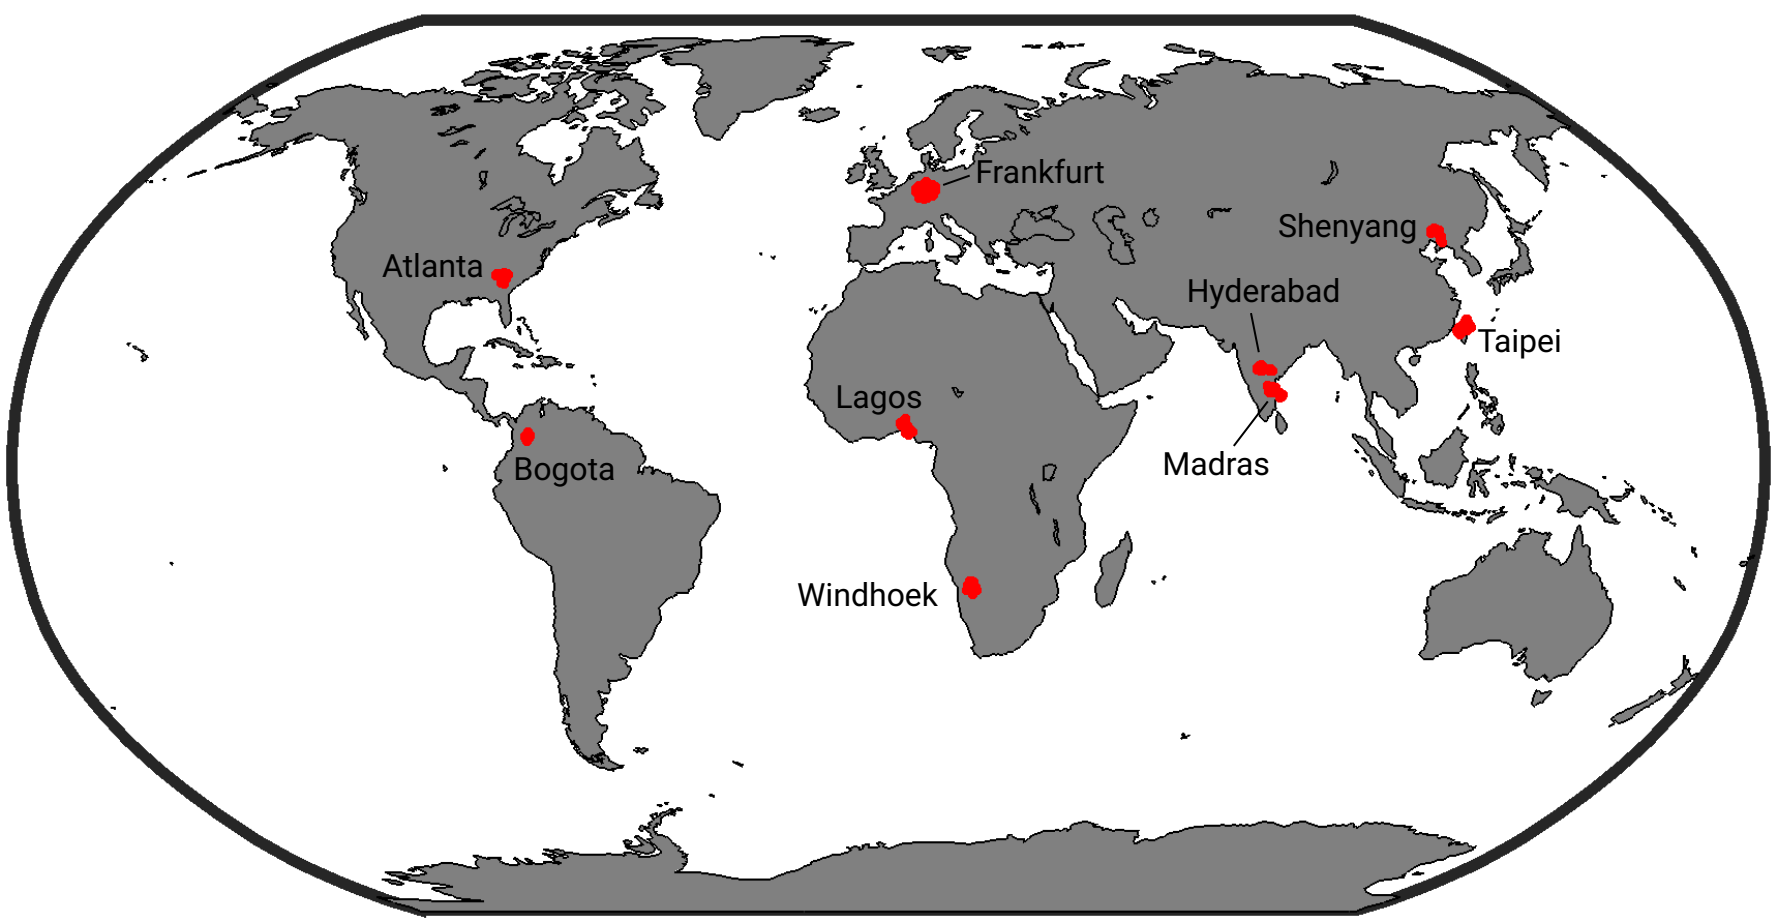 Frankfurt
Shenyang
Atlanta
Hyderabad
Taipei
Lagos
Bogota
Madras
Windhoek